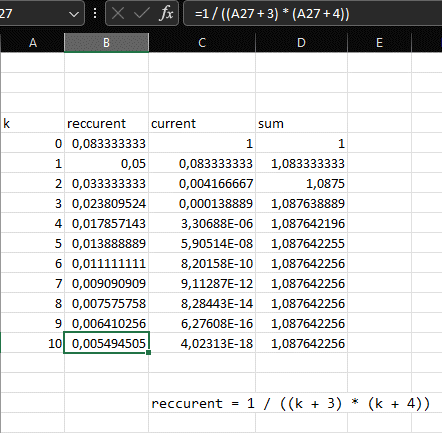 27 fx =1 / ((A27 + 3) * (A27 + 4))
A B C D E
k reccurent current sum
0 0,083333333 1 1
1 0,05 0,083333333 1,083333333
2 0,033333333 0,004166667 1,0875
3 0,023809524 0,000138889 1,087638889
4 0,017857143 3,30688E-06 1,087642196
5 0,013888889 5,90514E-08 1,087642255
6 0,011111111 8,20158E-10 1,087642256
7 0,009090909 9,11287E-12 1,087642256
8 0,007575758 8,28443E-14 1,087642256
9 0,006410256 6,27608E-16 1,087642256
10 0,005494505 4,02313E-18 1,087642256
reccurent = 1 / ((k + 3) * (k + 4))